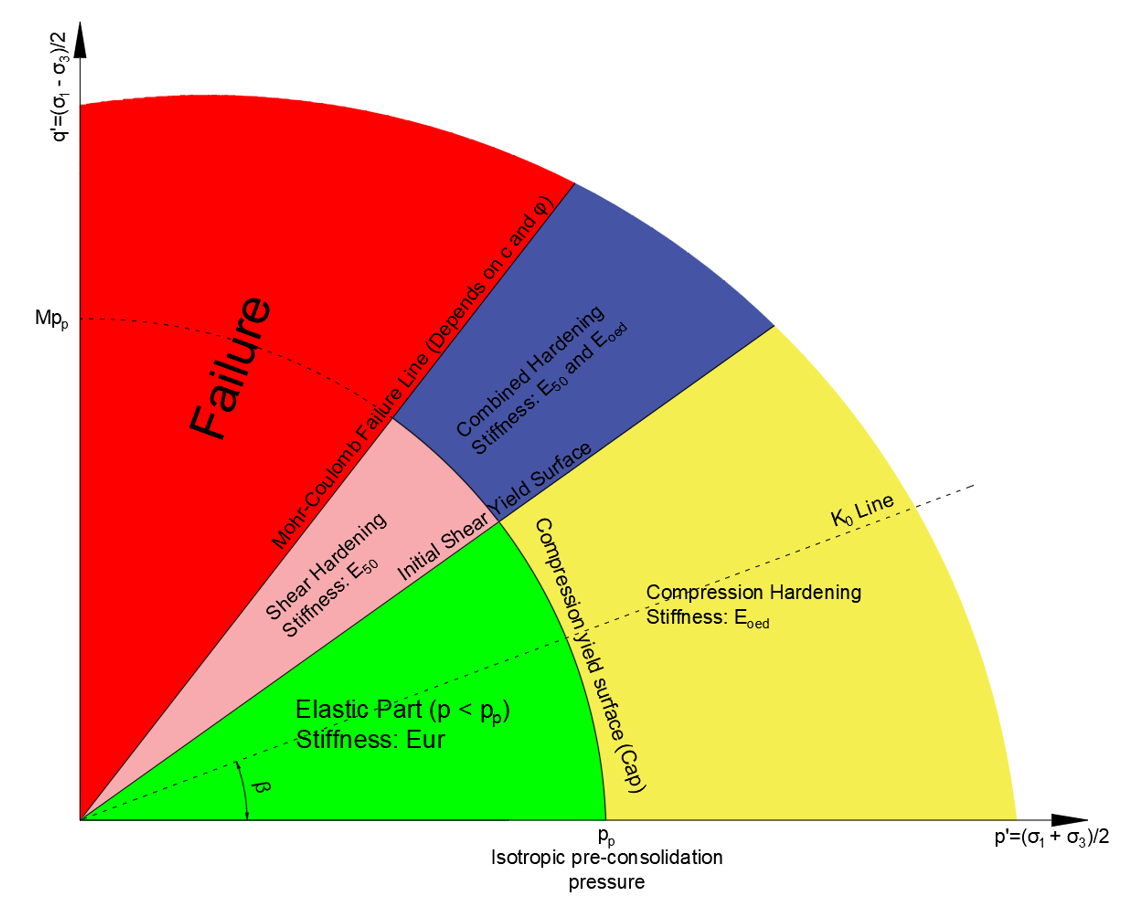 q'=(σ₁ - σ₃)/2
Failure
Mohr-Coulomb Failure Line (Depends on c and φ)
Combined Hardening
Stiffness: E₅₀ and Eₒₑd
Mpₚ
Shear Hardening
Stiffness: E₅₀
Initial Shear Yield Surface
K₀ Line
Compression yield surface (Cap)
Compression Hardening
Stiffness: Eₒₑd
Elastic Part (p < pₚ)
Stiffness: Eur
β
pₚ
Isotropic pre-consolidation
pressure
p'=(σ₁ + σ₃)/2